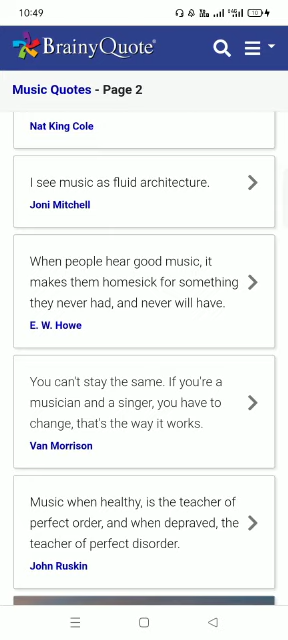 10:49
BrainyQuote®
Music Quotes - Page 2
Nat King Cole
I see music as fluid architecture.
Joni Mitchell
When people hear good music, it
makes them homesick for something
they never had, and never will have.
E. W. Howe
You can't stay the same. If you're a
musician and a singer, you have to
change, that's the way it works.
Van Morrison
Music when healthy, is the teacher of
perfect order, and when depraved, the
teacher of perfect disorder.
John Ruskin